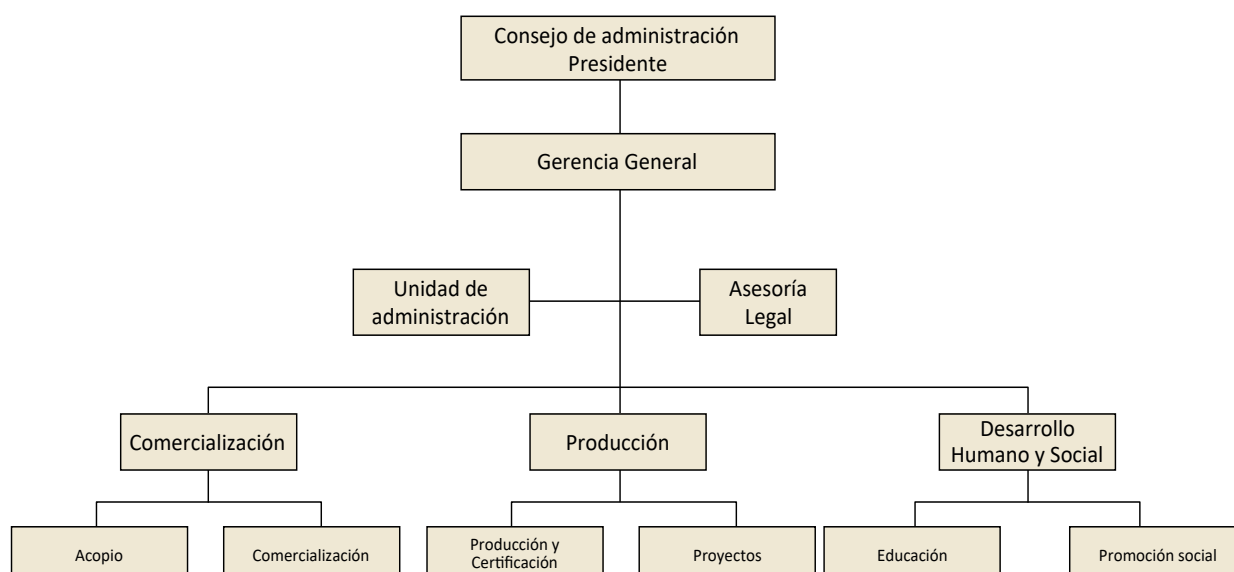 Consejo de administración
Presidente
Gerencia General
Unidad de
administración
Asesoría
Legal
Comercialización
Producción
Desarrollo
Humano y Social
Acopio
Comercialización
Producción y
Certificación
Proyectos
Educación
Promoción social